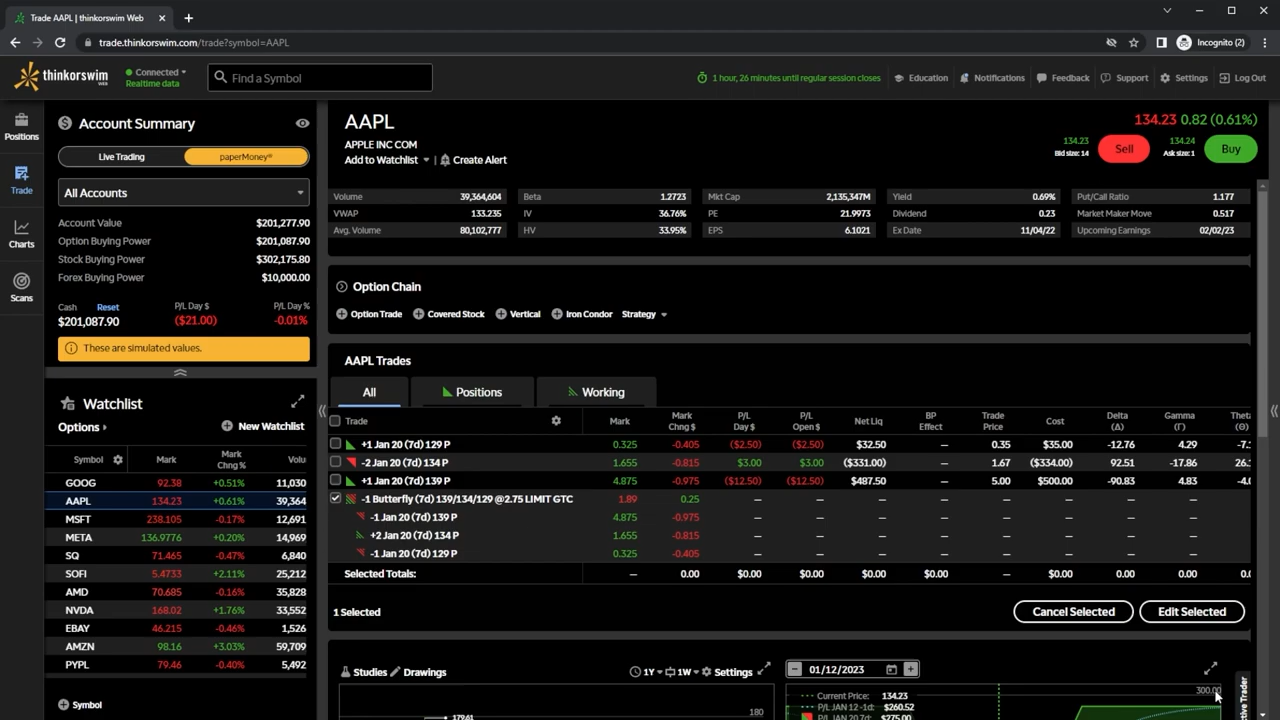 Trade AAPL | thinkorswim Web
trade.thinkorswim.com/trade?symbol=AAPL
Incognito (2)
thinkorswim WEB
Connected
Realtime data
Find a Symbol
1 hour, 26 minutes until regular session closes
Education
Notifications
Feedback
Support
Settings
Log Out
Positions
Trade
Charts
Scans
Account Summary
Live Trading
paperMoney®
All Accounts
Account Value $201,277.90
Option Buying Power $201,087.90
Stock Buying Power $302,175.80
Forex Buying Power $10,000.00
Cash Reset P/L Day $ P/L Day %
$201,087.90 ($21.00) -0.01%
These are simulated values.
Watchlist
Options
New Watchlist
Symbol Mark Mark Chng % Volu
GOOG 92.38 +0.51% 11,030
AAPL 134.23 +0.61% 39,364
MSFT 238.105 -0.17% 12,691
META 136.9776 +0.20% 14,969
SQ 71.465 -0.47% 6,840
SOFI 5.4733 +2.11% 25,212
AMD 70.685 -0.16% 35,828
NVDA 168.02 +1.76% 33,552
EBAY 46.215 -0.46% 1,526
AMZN 98.16 +3.03% 59,709
PYPL 79.46 -0.40% 5,492
Symbol
AAPL
APPLE INC COM
Add to Watchlist
Create Alert
134.23 0.82 (0.61%)
134.23
Bid size: 14
Sell
134.24
Ask size: 1
Buy
Volume 39,364,604 Beta 1.2723 Mkt Cap 2,135,347M Yield 0.69% Put/Call Ratio 1.177
VWAP 133.235 IV 36.76% PE 21.9973 Dividend 0.23 Market Maker Move 0.517
Avg. Volume 80,102,777 HV 33.95% EPS 6.1021 Ex Date 11/04/22 Upcoming Earnings 02/02/23
Option Chain
Option Trade Covered Stock Vertical Iron Condor Strategy
AAPL Trades
All Positions Working
Trade Mark Mark Chng $ P/L Day $ P/L Open $ Net Liq BP Effect Trade Price Cost Delta (Δ) Gamma (Γ) Theta (Θ)
+1 Jan 20 (7d) 129 P 0.325 -0.405 ($2.50) ($2.50) $32.50 — 0.35 $35.00 -12.76 4.29 -7.
-2 Jan 20 (7d) 134 P 1.655 -0.815 $3.00 $3.00 ($331.00) — 1.67 ($334.00) 92.51 -17.86 26.
+1 Jan 20 (7d) 139 P 4.875 -0.975 ($12.50) ($12.50) $487.50 — 5.00 $500.00 -90.83 4.83 -4.
-1 Butterfly (7d) 139/134/129 @2.75 LIMIT GTC 1.89 0.25 — — — — — — — —
-1 Jan 20 (7d) 139 P 4.875 -0.975 — — — — — — — —
+2 Jan 20 (7d) 134 P 1.655 -0.815 — — — — — — — —
-1 Jan 20 (7d) 129 P 0.325 -0.405 — — — — — — — —
Selected Totals: — 0.00 $0.00 $0.00 $0.00 $0.00 — $0.00 0.00 0.00 0.
1 Selected
Cancel Selected
Edit Selected
Studies Drawings 1Y 1W Settings
01/12/2023
179.61
180
Current Price: 134.23
P/L JAN 12 -1d: $260.52
P/L JAN 20 7d: $275.00
300.00
ive Trader